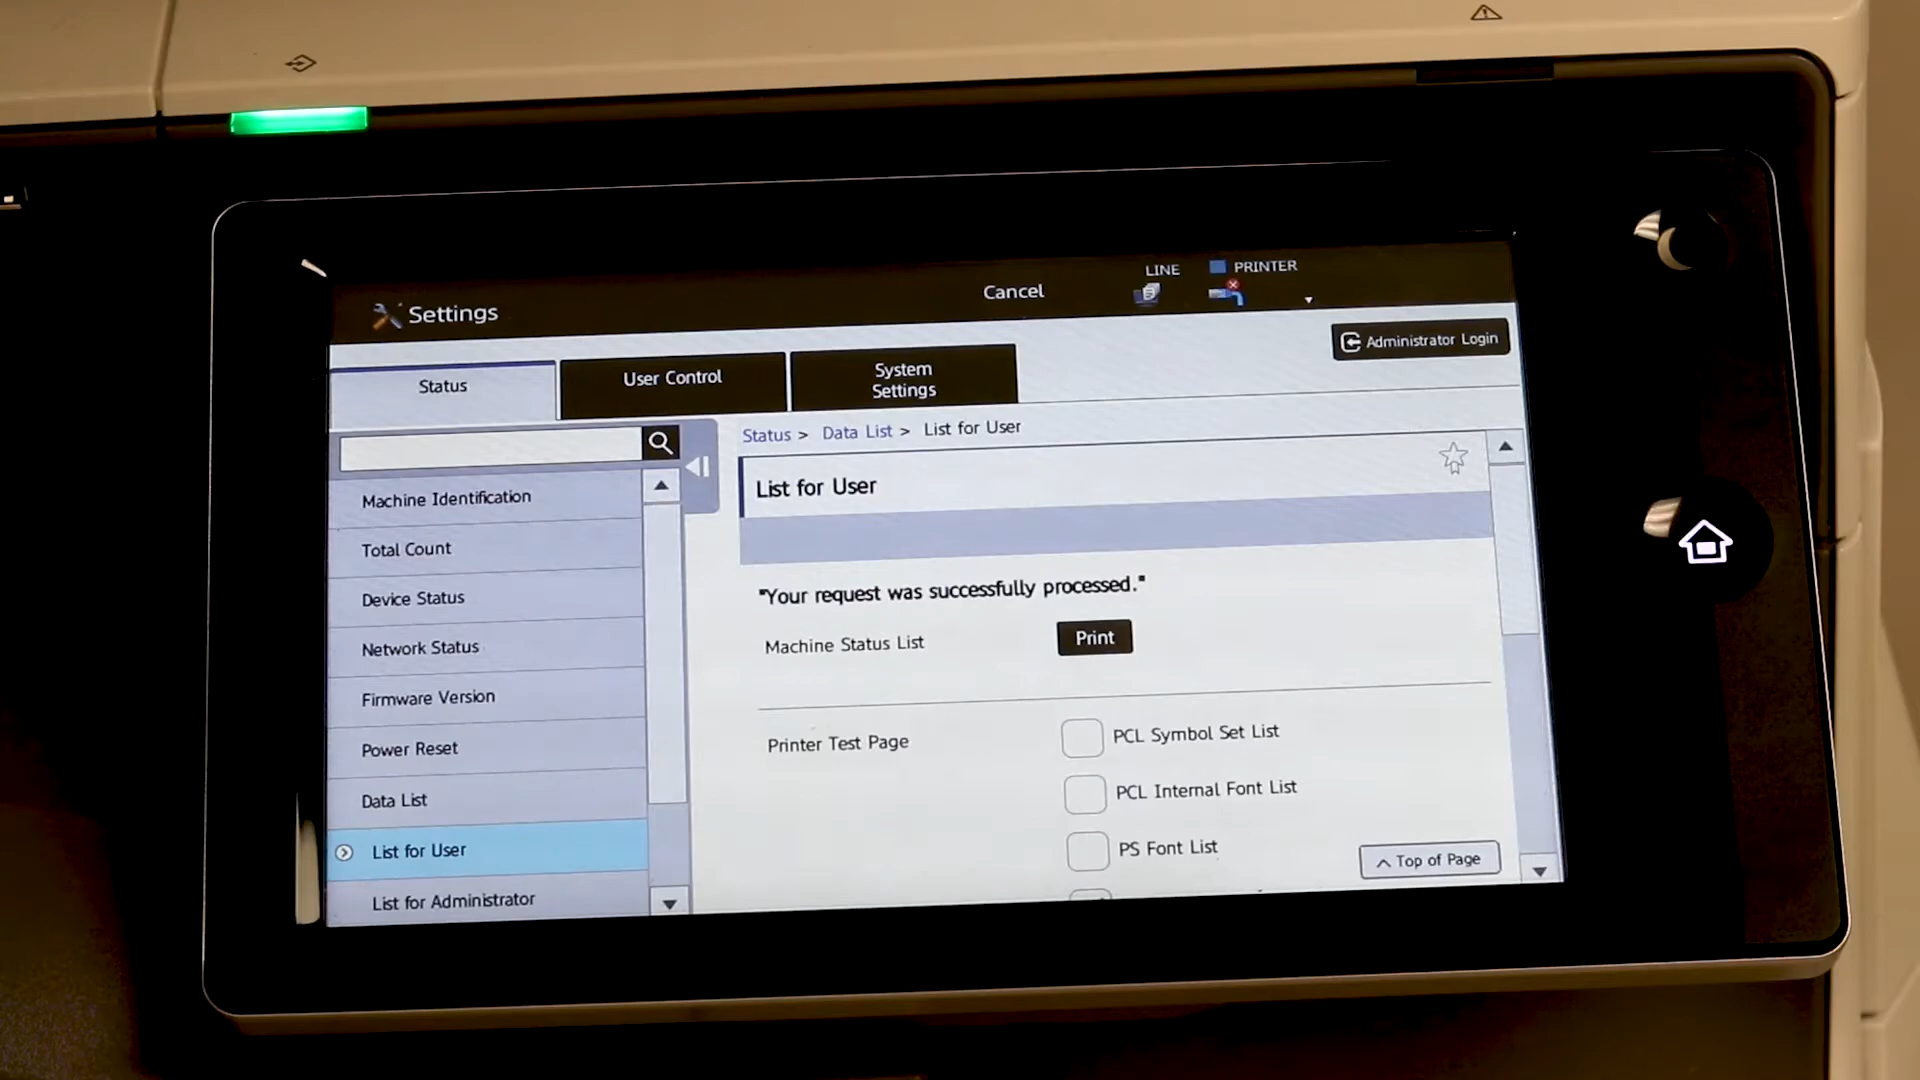 LINE
PRINTER
Settings
Cancel
Administrator Login
Status
User Control
System
Settings
Status > Data List > List for User
List for User
Machine Identification
Total Count
Device Status
Network Status
Firmware Version
Power Reset
Data List
List for User
List for Administrator
"Your request was successfully processed."
Machine Status List
Print
Printer Test Page
PCL Symbol Set List
PCL Internal Font List
PS Font List
Top of Page